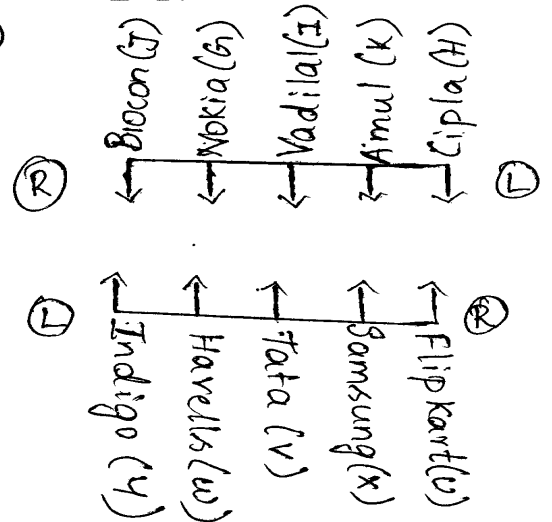 Biocon(J) Nokia(G) Vadilal(I) Amul (K) Cipla(H)
R L
L R
Indigo (Y) Havells(W) Tata (V) Samsung(X) Flipkart(U)